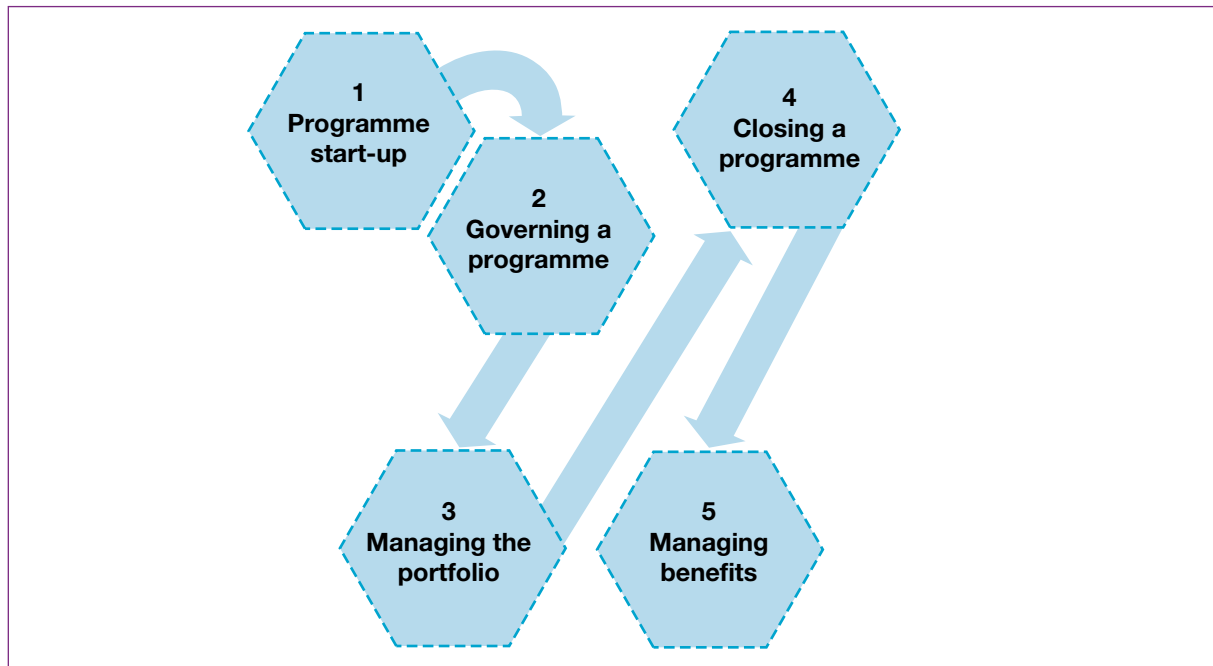 1
Programme
start-up
2
Governing a
programme
3
Managing the
portfolio
4
Closing a
programme
5
Managing
benefits